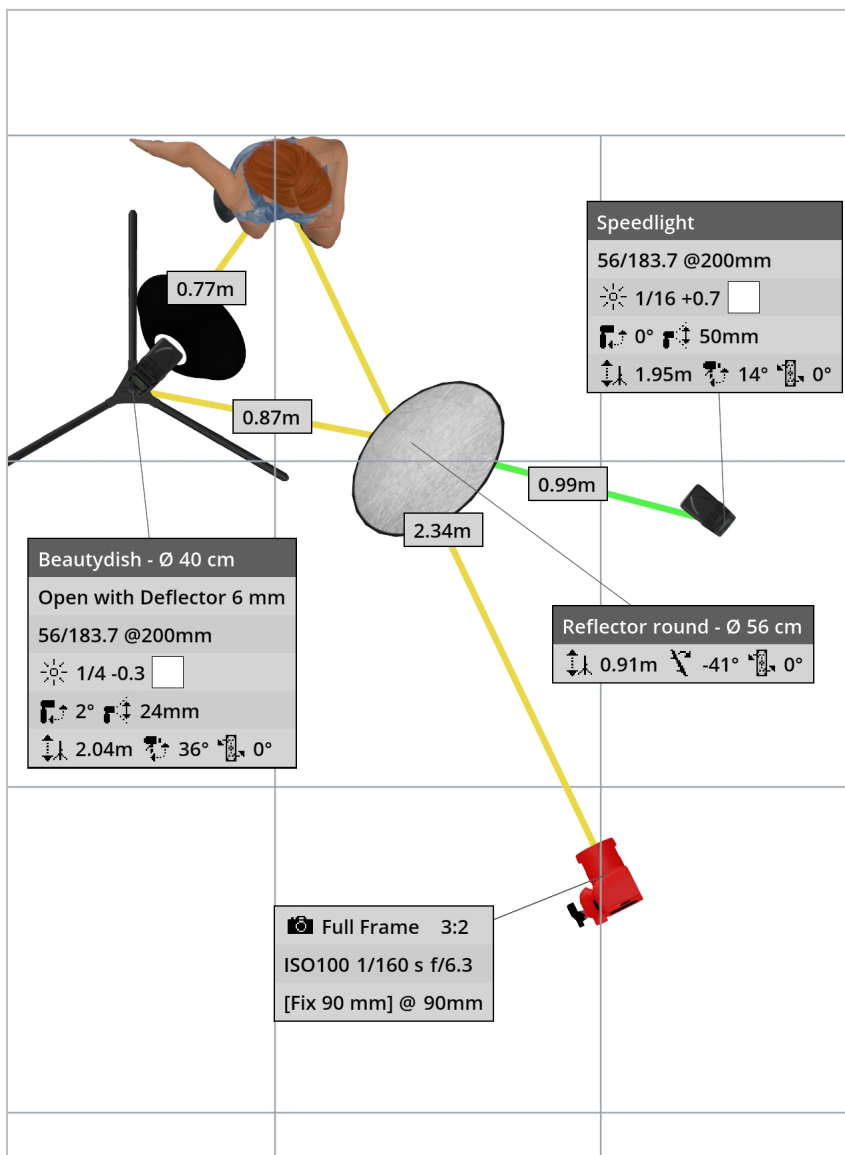 Speedlight
56/183.7 @200mm
1/16 +0.7
0° 50mm
1.95m 14° 0°
0.77m
0.87m
0.99m
2.34m
Beautydish - Ø 40 cm
Open with Deflector 6 mm
56/183.7 @200mm
1/4 -0.3
2° 24mm
2.04m 36° 0°
Reflector round - Ø 56 cm
0.91m -41° 0°
Full Frame 3:2
ISO100 1/160 s f/6.3
[Fix 90 mm] @ 90mm